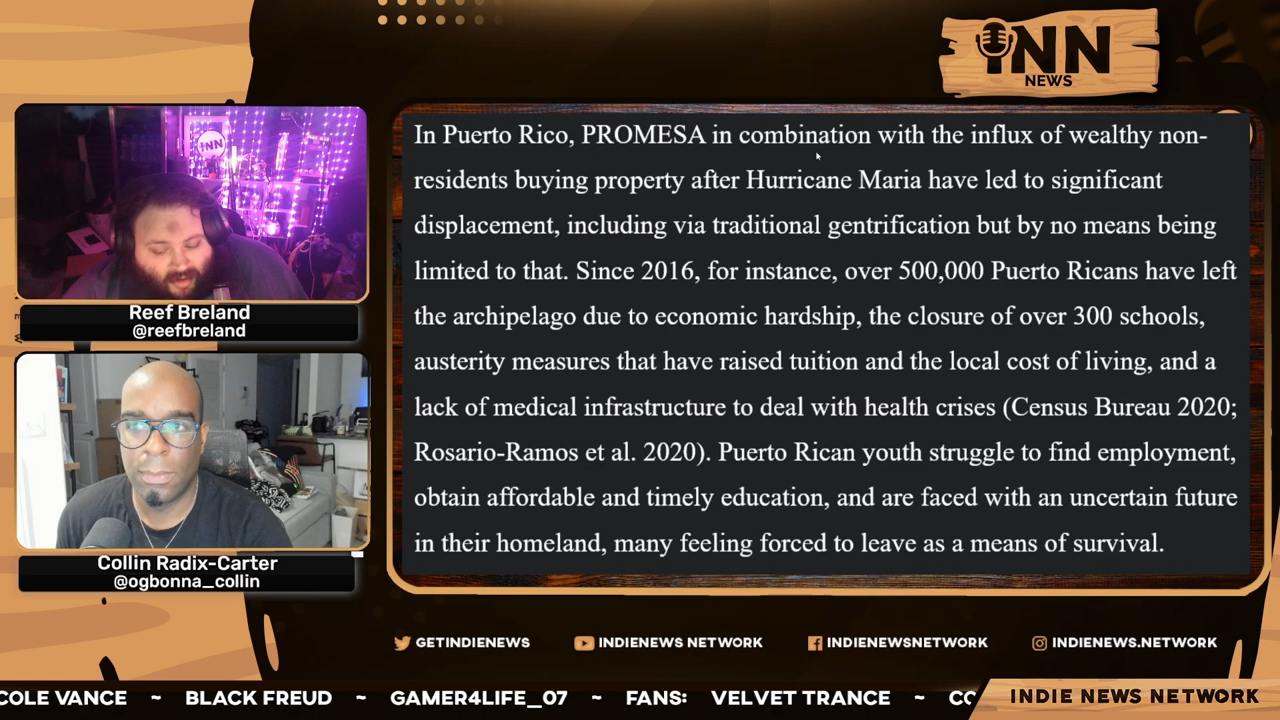 INN
NEWS
In Puerto Rico, PROMESA in combination with the influx of wealthy non-
residents buying property after Hurricane Maria have led to significant
displacement, including via traditional gentrification but by no means being
limited to that. Since 2016, for instance, over 500,000 Puerto Ricans have left
the archipelago due to economic hardship, the closure of over 300 schools,
austerity measures that have raised tuition and the local cost of living, and a
lack of medical infrastructure to deal with health crises (Census Bureau 2020;
Rosario-Ramos et al. 2020). Puerto Rican youth struggle to find employment,
obtain affordable and timely education, and are faced with an uncertain future
in their homeland, many feeling forced to leave as a means of survival.
INN
Reef Breland
@reefbreland
Collin Radix-Carter
@ogbonna_collin
GETINDIENEWS
INDIENEWS NETWORK
INDIENEWSNETWORK
INDIENEWS.NETWORK
COLE VANCE ~ BLACK FREUD ~ GAMER4LIFE_07 ~ FANS: VELVET TRANCE ~ CO
INDIE NEWS NETWORK